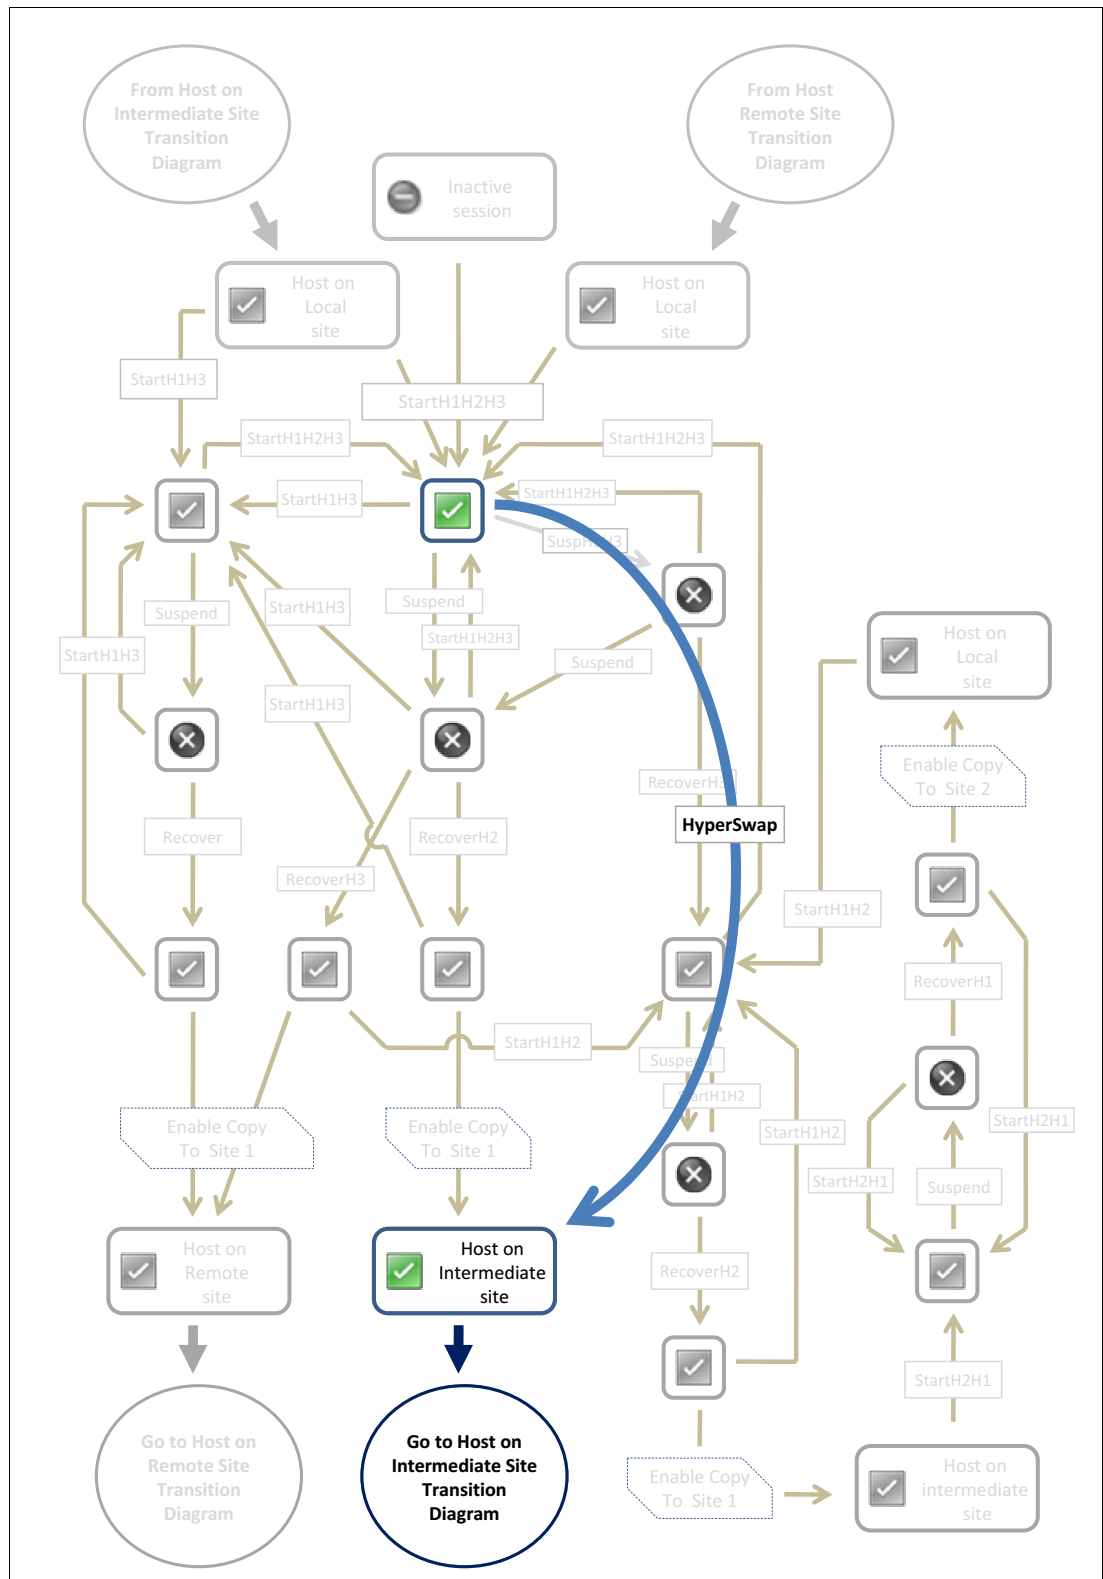 From Host on
Intermediate Site
Transition
Diagram
From Host
Remote Site
Transition
Diagram
Inactive
session
Host on
Local
site
Host on
Local
site
StartH1H3
StartH1H2H3
StartH1H2H3
StartH1H2H3
StartH1H3
StartH1H2H3
SuspH1H3
Suspend
StartH1H3
Suspend
StartH1H2H3
StartH1H3
Suspend
StartH1H3
Host on
Local
site
Enable Copy
To Site 2
RecoverH3
HyperSwap
Recover
RecoverH2
RecoverH3
StartH1H2
RecoverH1
StartH1H2
Suspend
StartH1H2
Enable Copy
To Site 1
Enable Copy
To Site 1
StartH1H2
StartH2H1
StartH2H1
Suspend
Host on
Remote
site
Host on
Intermediate
site
RecoverH2
StartH2H1
Go to Host on
Remote Site
Transition
Diagram
Go to Host on
Intermediate Site
Transition
Diagram
Enable Copy
To Site 1
Host on
intermediate
site